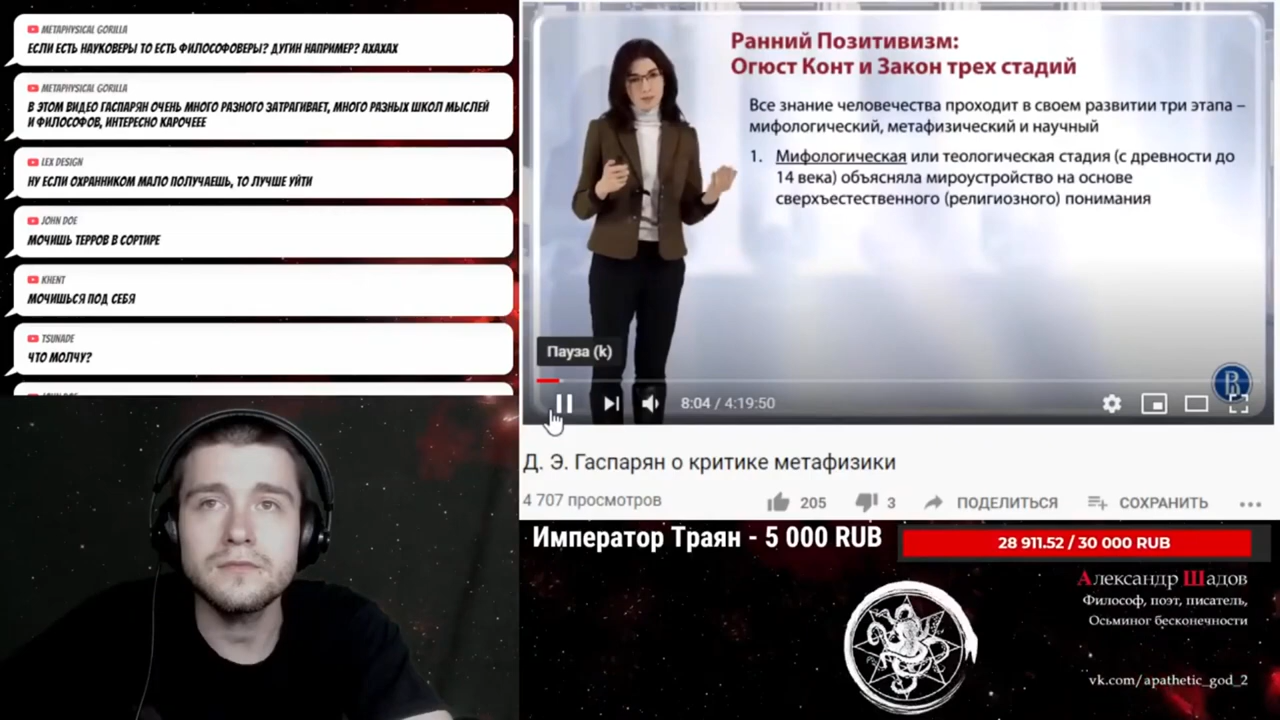 METAPHYSICAL GORILLA
ЕСЛИ ЕСТЬ НАУКОВЕРЫ ТО ЕСТЬ ФИЛОСОФОВЕРЫ? ДУГИН НАПРИМЕР? АХАХАХ
METAPHYSICAL GORILLA
В ЭТОМ ВИДЕО ГАСПАРЯН ОЧЕНЬ МНОГО РАЗНОГО ЗАТРАГИВАЕТ, МНОГО РАЗНЫХ ШКОЛ МЫСЛЕЙ
И ФИЛОСОФОВ, ИНТЕРЕСНО КАРОЧЕЕЕ
LEX DESIGN
НУ ЕСЛИ ОХРАННИКОМ МАЛО ПОЛУЧАЕШЬ, ТО ЛУЧШЕ УЙТИ
JOHN DOE
МОЧИШЬ ТЕРРОВ В СОРТИРЕ
KHENT
МОЧИШЬСЯ ПОД СЕБЯ
TSUNADE
ЧТО МОЛЧУ?
Ранний Позитивизм:
Огюст Конт и Закон трех стадий
Все знание человечества проходит в своем развитии три этапа –
мифологический, метафизический и научный
1. Мифологическая или теологическая стадия (с древности до
14 века) объясняла мироустройство на основе
сверхъестественного (религиозного) понимания
Пауза (k)
8:04 / 4:19:50
Д. Э. Гаспарян о критике метафизики
4 707 просмотров
205
3
ПОДЕЛИТЬСЯ
СОХРАНИТЬ
Император Траян - 5 000 RUB
28 911.52 / 30 000 RUB
Александр Шадов
Философ, поэт, писатель,
Осьминог бесконечности
vk.com/apathetic_god_2